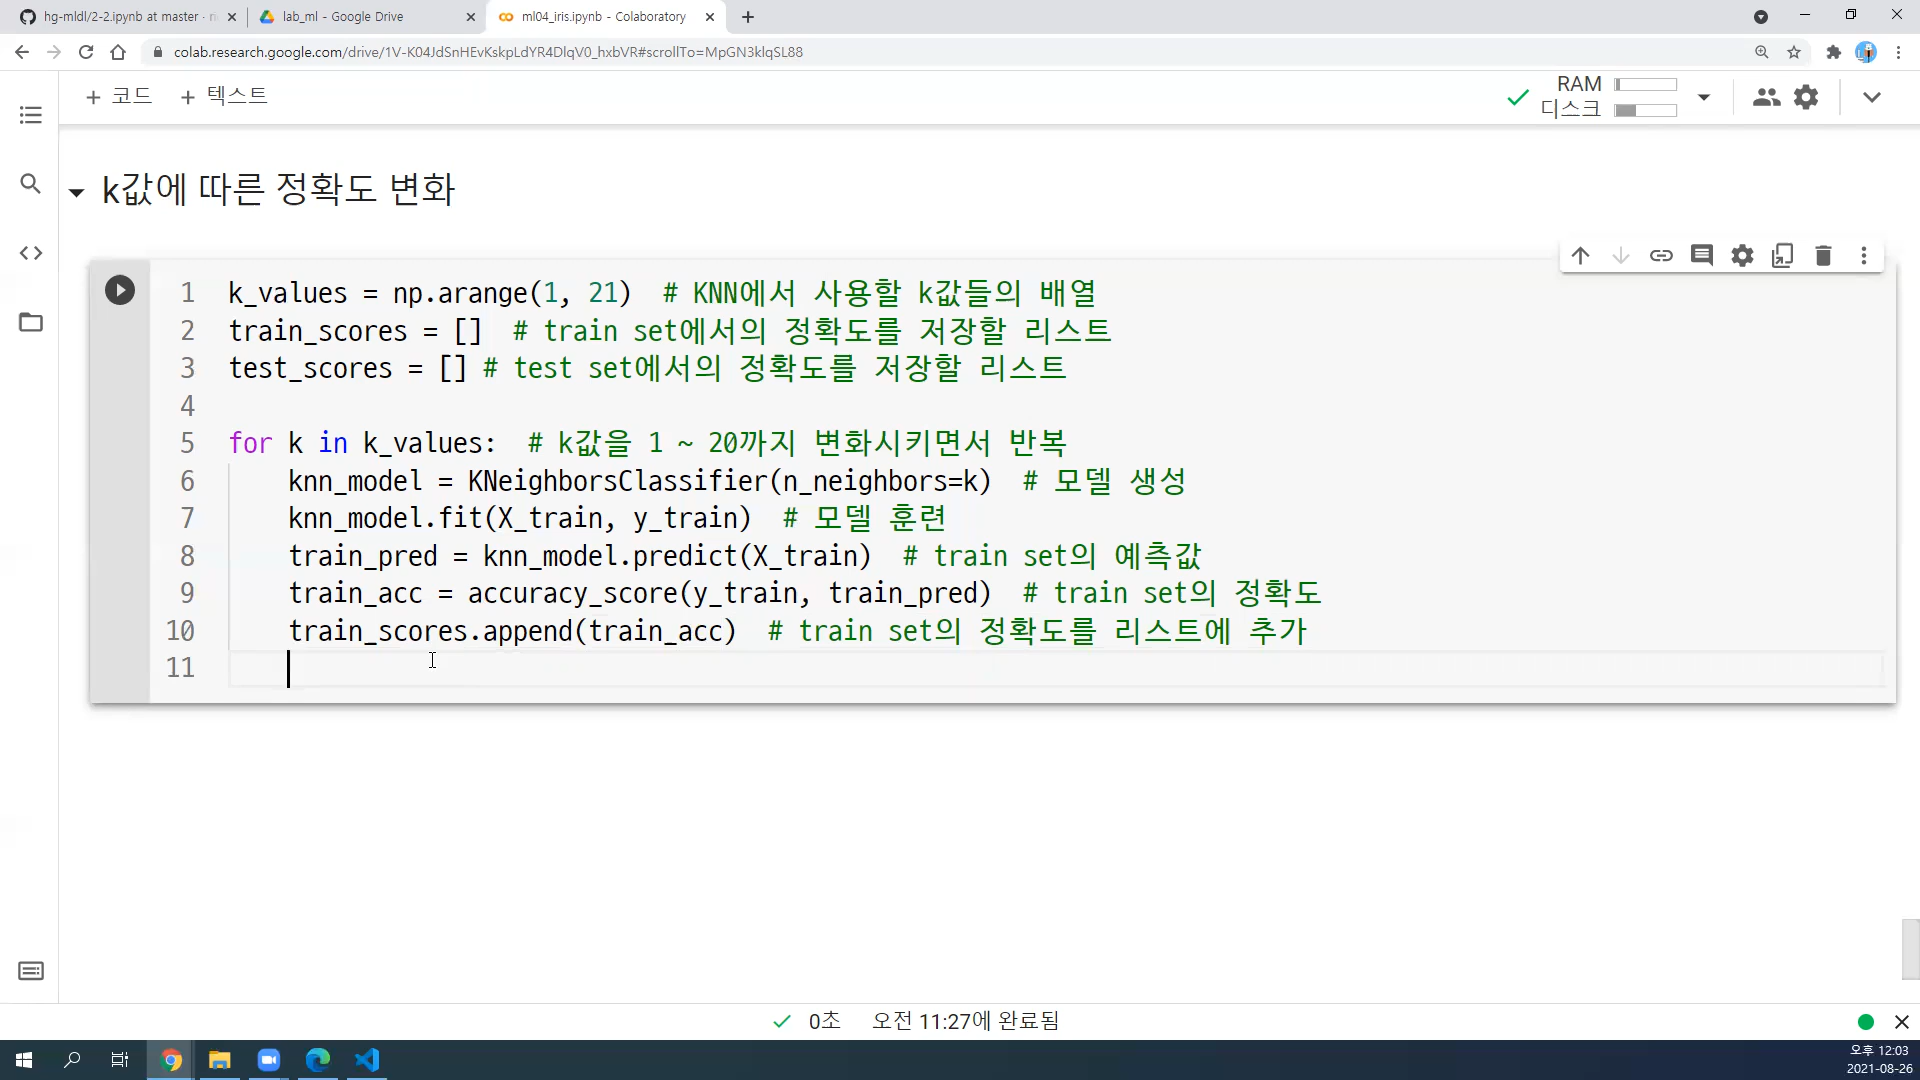 hg-mldl/2-2.ipynb at master · ri
lab_ml - Google Drive
ml04_iris.ipynb - Colaboratory
colab.research.google.com/drive/1V-K04JdSnHEvKskpLdYR4DlqV0_hxbVR#scrollTo=MpGN3klqSL88
+ 코드 + 텍스트
RAM
디스크
k값에 따른 정확도 변화
1 k_values = np.arange(1, 21)  # KNN에서 사용할 k값들의 배열
2 train_scores = []  # train set에서의 정확도를 저장할 리스트
3 test_scores = [] # test set에서의 정확도를 저장할 리스트
4
5 for k in k_values:  # k값을 1 ~ 20까지 변화시키면서 반복
6     knn_model = KNeighborsClassifier(n_neighbors=k)  # 모델 생성
7     knn_model.fit(X_train, y_train)  # 모델 훈련
8     train_pred = knn_model.predict(X_train)  # train set의 예측값
9     train_acc = accuracy_score(y_train, train_pred)  # train set의 정확도
10     train_scores.append(train_acc)  # train set의 정확도를 리스트에 추가
11
0초 오전 11:27에 완료됨
오후 12:03
2021-08-26